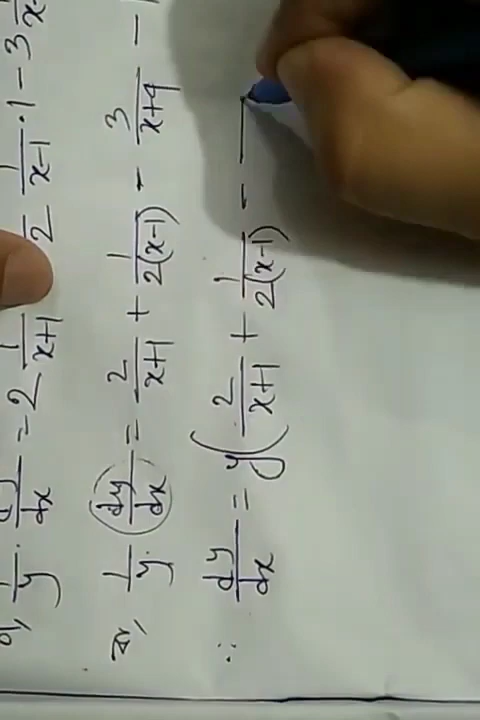 বা, 1/y · dy/dx = 2 1/(x+1) 1/2 1/(x-1) · 1 - 3
বা, 1/y · (dy/dx) = 2/(x+1) + 1/(2(x-1)) - 3/(x+4) -
∴ dy/dx = y(2/(x+1) + 1/(2(x-1)) -